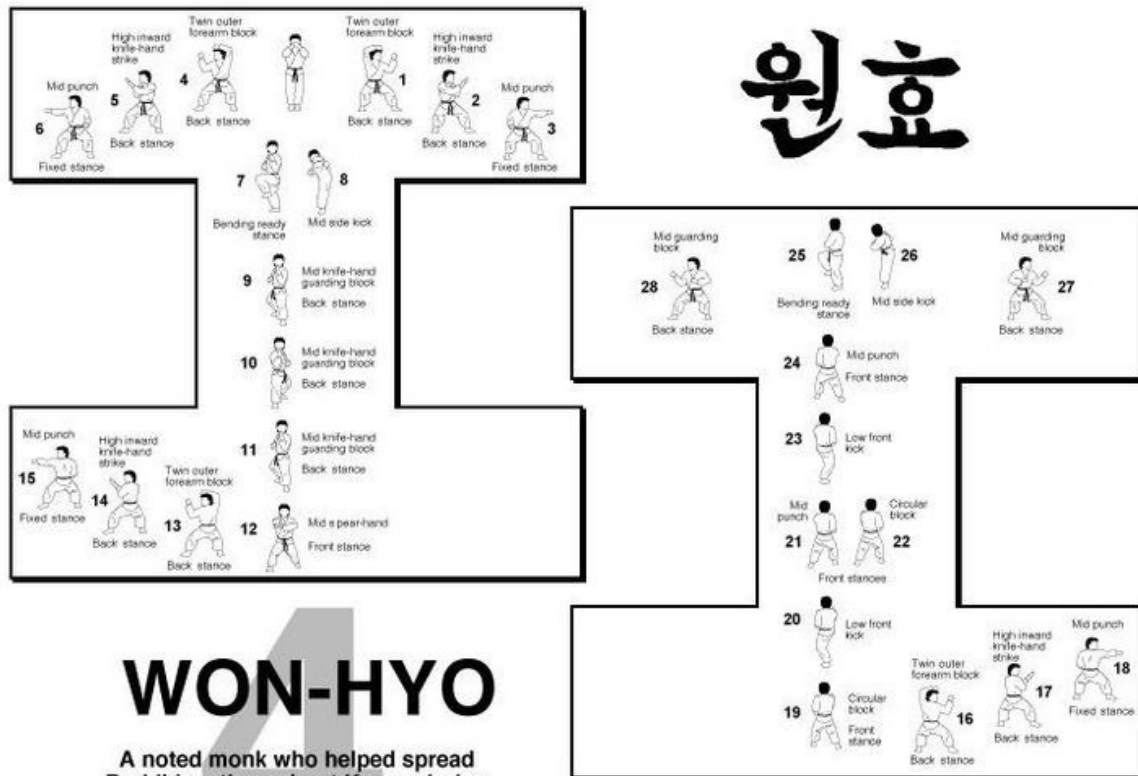 Twin outer
forearm block
4
Back stance
Twin outer
forearm block
1
Back stance
High inward
knife-hand
strike
5
Back stance
High inward
knife-hand
strike
2
Back stance
Mid punch
6
Fixed stance
Mid punch
3
Fixed stance
7
Bending ready
stance
8
Mid side kick
9
Mid knife-hand
guarding block
Back stance
10
Mid knife-hand
guarding block
Back stance
11
Mid knife-hand
guarding block
Back stance
12
Mid spear-hand
Front stance
Twin outer
forearm block
13
Back stance
High inward
knife-hand
strike
14
Back stance
Mid punch
15
Fixed stance
원효
Mid guarding
block
28
Back stance
25
Bending ready
stance
26
Mid side kick
Mid guarding
block
27
Back stance
24
Mid punch
Front stance
23
Low front
kick
Mid
punch
21
Circular
block
22
Front stances
20
Low front
kick
19
Circular
block
Front
stance
Twin outer
forearm block
16
Back stance
High inward
knife-hand
strike
17
Back stance
Mid punch
18
Fixed stance
4
WON-HYO
A noted monk who helped spread